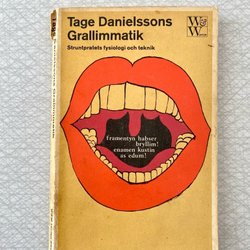 Tage Danielssons
Grallimmatik
Struntpratets fysiologi och teknik
W&
W
framentyn habser
bryllim!
enamen kustin
as edum!